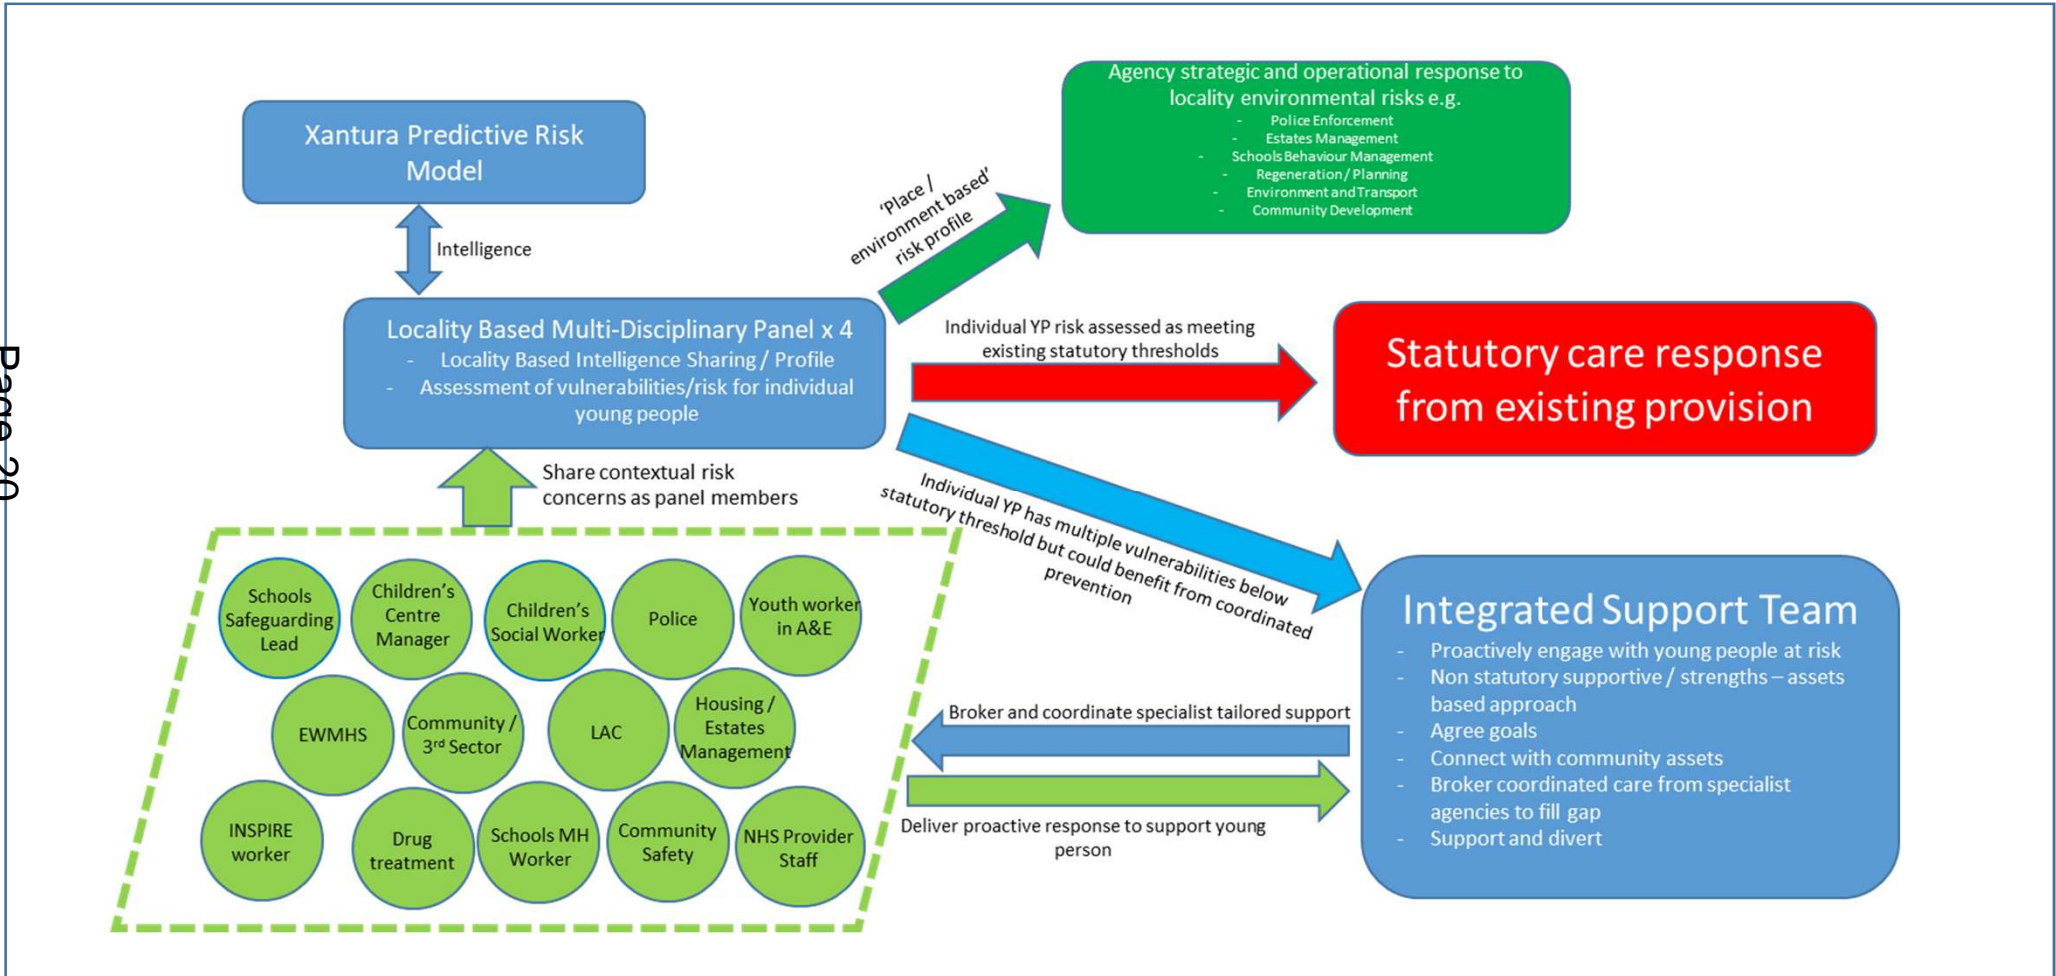 Agency strategic and operational response to
locality environmental risks e.g.
- Police Enforcement
- Estates Management
- Schools Behaviour Management
- Regeneration / Planning
- Environment and Transport
- Community Development
Xantura Predictive Risk
Model
Intelligence
'Place /
environment based'
risk profile
Locality Based Multi-Disciplinary Panel x 4
- Locality Based Intelligence Sharing / Profile
- Assessment of vulnerabilities/risk for individual
young people
Individual YP risk assessed as meeting
existing statutory thresholds
Statutory care response
from existing provision
Page 20
Share contextual risk
concerns as panel members
Individual YP has multiple vulnerabilities below
statutory threshold but could benefit from coordinated
prevention
Schools
Safeguarding
Lead
Children's
Centre
Manager
Children's
Social Worker
Police
Youth worker
in A&E
EWMHS
Community /
3rd Sector
LAC
Housing /
Estates
Management
INSPIRE
worker
Drug
treatment
Schools MH
Worker
Community
Safety
NHS Provider
Staff
Broker and coordinate specialist tailored support
Deliver proactive response to support young
person
Integrated Support Team
- Proactively engage with young people at risk
- Non statutory supportive / strengths – assets
based approach
- Agree goals
- Connect with community assets
- Broker coordinated care from specialist
agencies to fill gap
- Support and divert